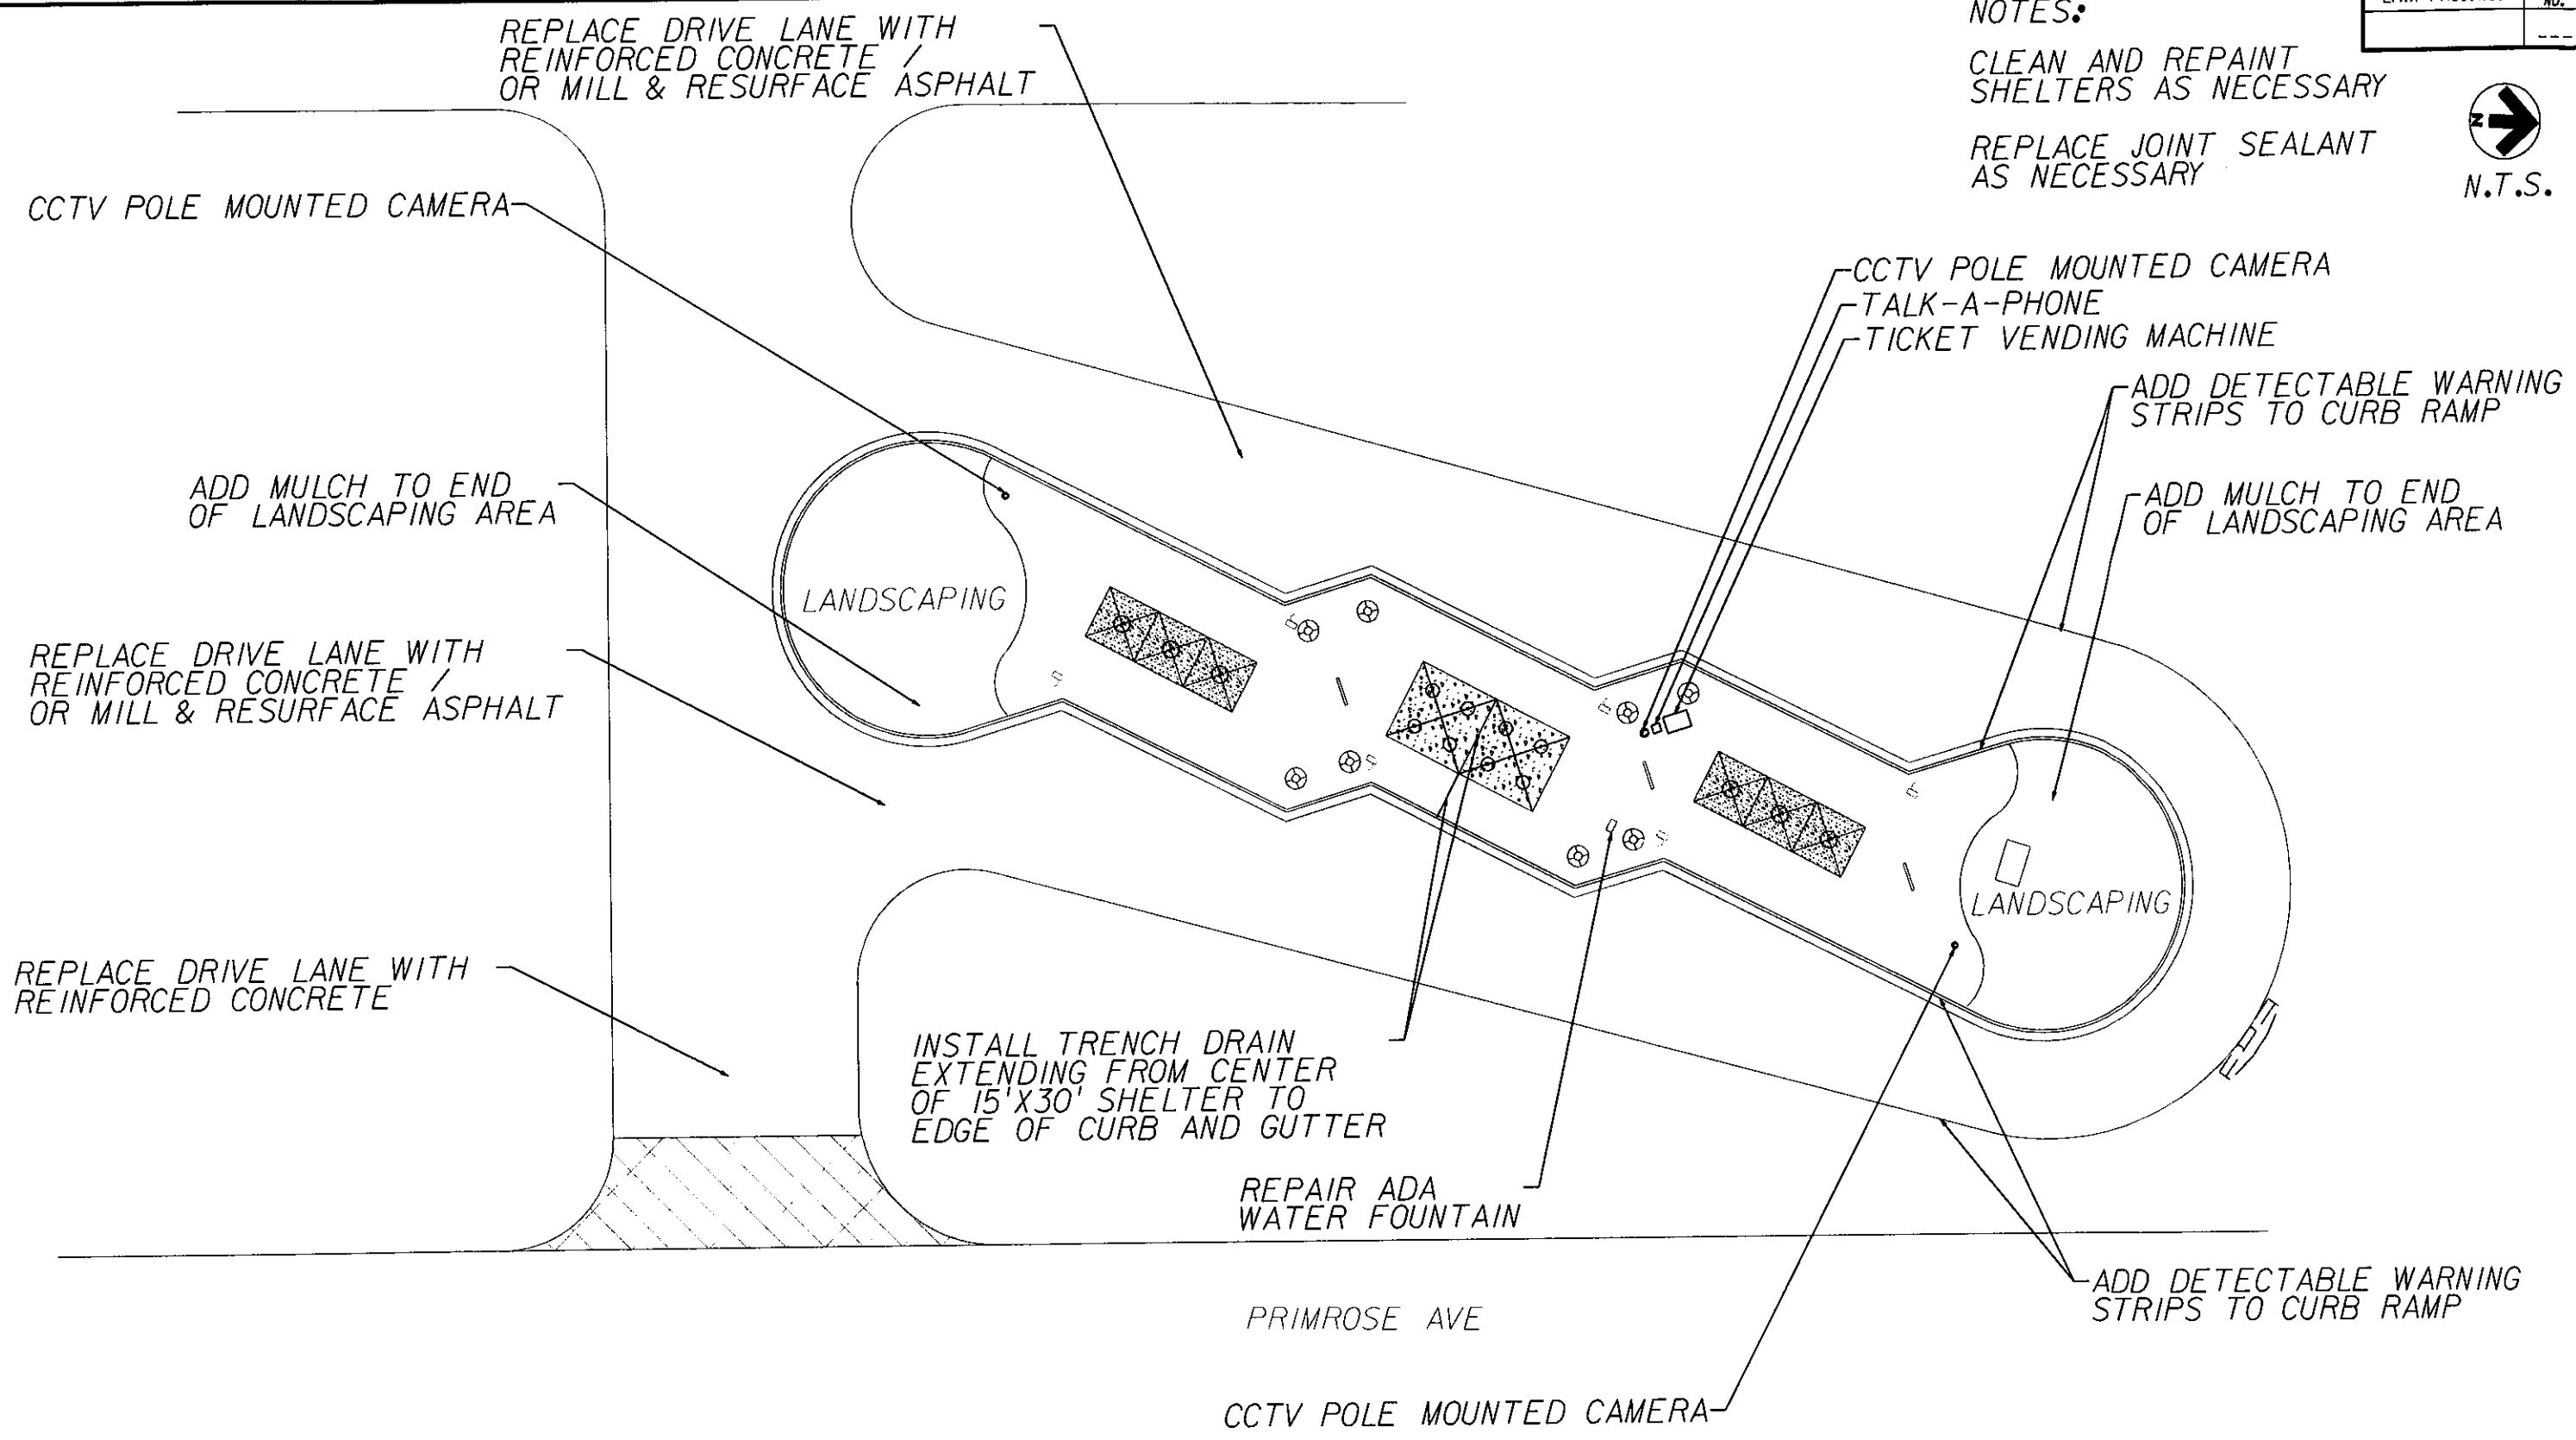 REPLACE DRIVE LANE WITH
REINFORCED CONCRETE /
OR MILL & RESURFACE ASPHALT
NOTES:
CLEAN AND REPAINT
SHELTERS AS NECESSARY
REPLACE JOINT SEALANT
AS NECESSARY
NO.
---
N
N.T.S.
CCTV POLE MOUNTED CAMERA
CCTV POLE MOUNTED CAMERA
TALK-A-PHONE
TICKET VENDING MACHINE
ADD DETECTABLE WARNING
STRIPS TO CURB RAMP
ADD MULCH TO END
OF LANDSCAPING AREA
ADD MULCH TO END
OF LANDSCAPING AREA
LANDSCAPING
REPLACE DRIVE LANE WITH
REINFORCED CONCRETE /
OR MILL & RESURFACE ASPHALT
LANDSCAPING
REPLACE DRIVE LANE WITH
REINFORCED CONCRETE
INSTALL TRENCH DRAIN
EXTENDING FROM CENTER
OF 15'X30' SHELTER TO
EDGE OF CURB AND GUTTER
REPAIR ADA
WATER FOUNTAIN
ADD DETECTABLE WARNING
STRIPS TO CURB RAMP
PRIMROSE AVE
CCTV POLE MOUNTED CAMERA